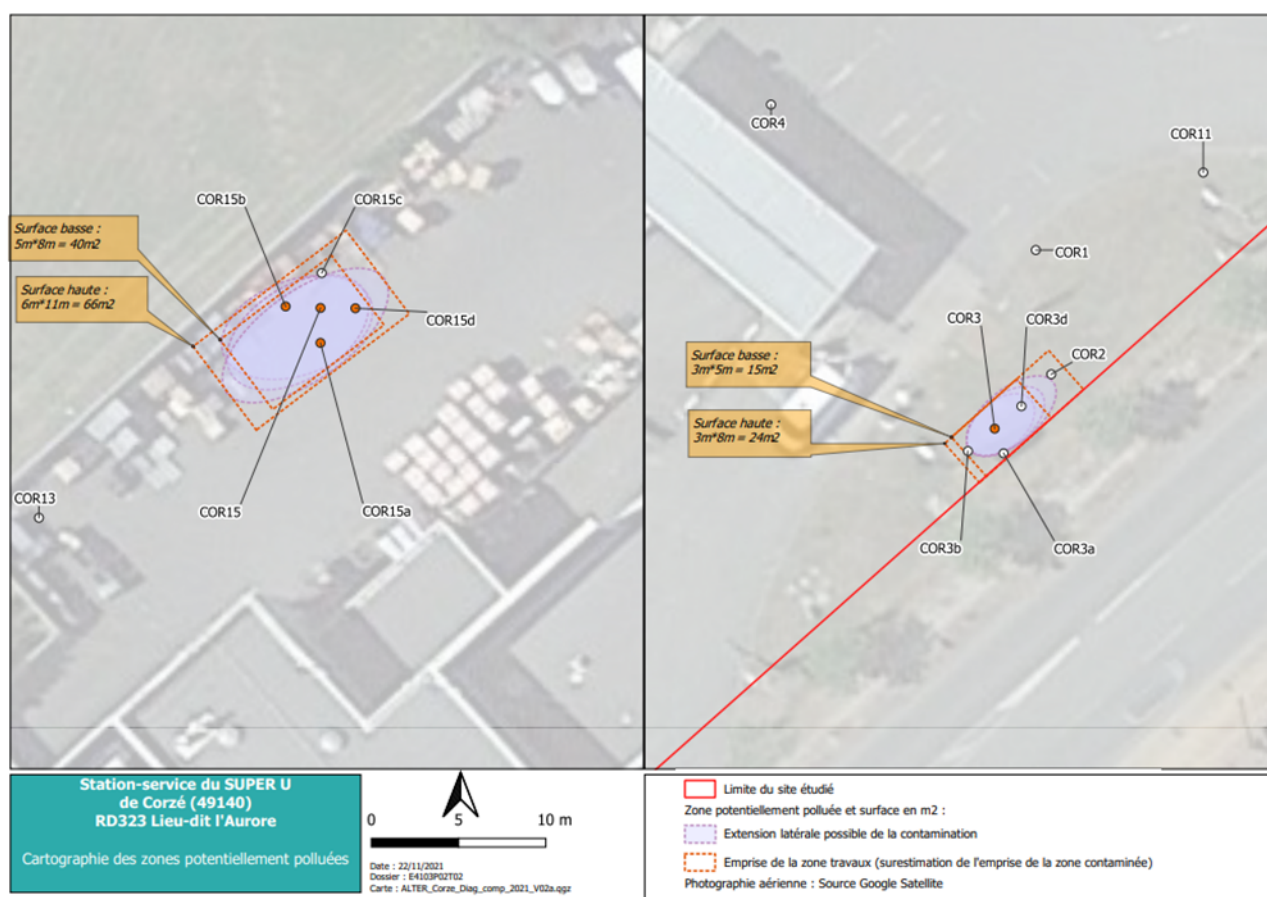 COR15b
COR15c
Surface basse :
5m*8m = 40m2
Surface haute :
6m*11m = 66m2
COR15d
COR13
COR15
COR15a
COR4
COR11
COR1
COR3
COR3d
COR2
Surface basse :
3m*5m = 15m2
Surface haute :
3m*8m = 24m2
COR3b
COR3a
Station-service du SUPER U
de Corzé (49140)
RD323 Lieu-dit l'Aurore
Cartographie des zones potentiellement polluées
0 5 10 m
Date : 22/11/2021
Dossier : E4103P02T02
Carte : ALTER_Corze_Diag_comp_2021_V02a.qgz
Limite du site étudié
Zone potentiellement polluée et surface en m2 :
Extension latérale possible de la contamination
Emprise de la zone travaux (surestimation de l'emprise de la zone contaminée)
Photographie aérienne : Source Google Satellite